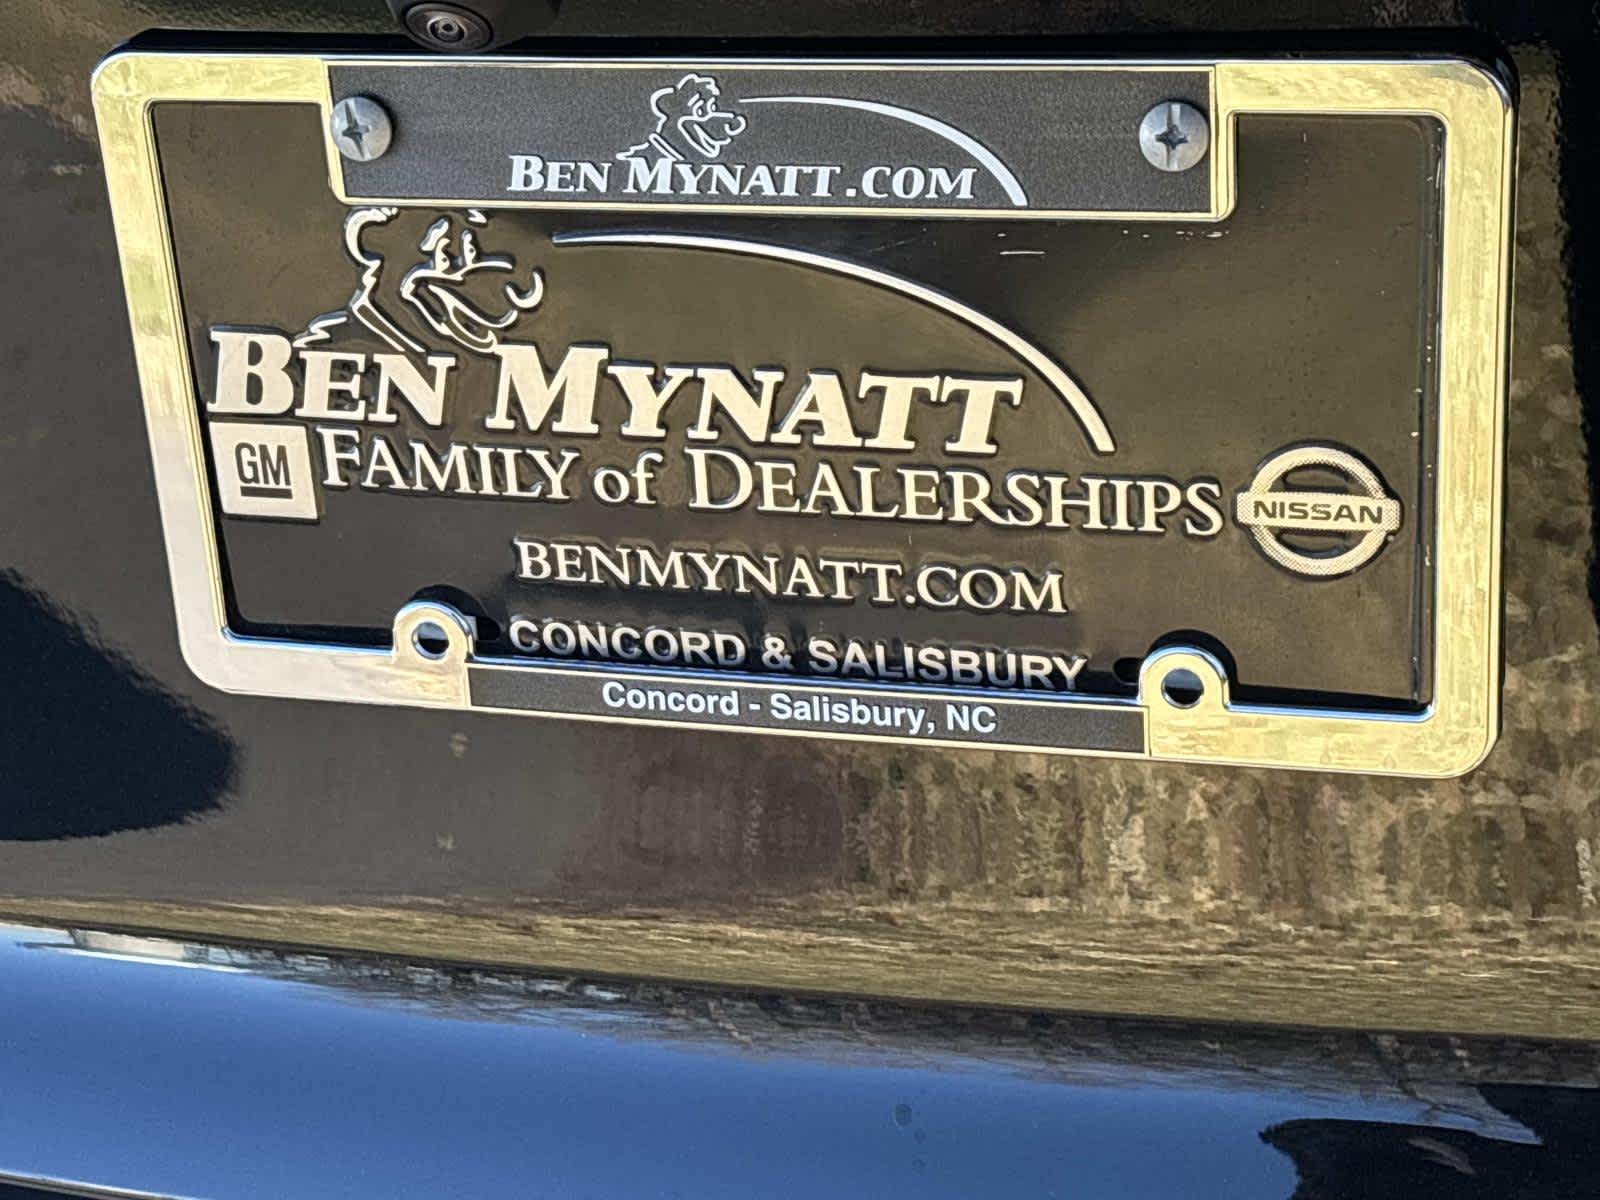 BEN MYNATT.COM
BEN MYNATT
GM
FAMILY of DEALERSHIPS
NISSAN
BENMYNATT.COM
CONCORD & SALISBURY
Concord - Salisbury, NC